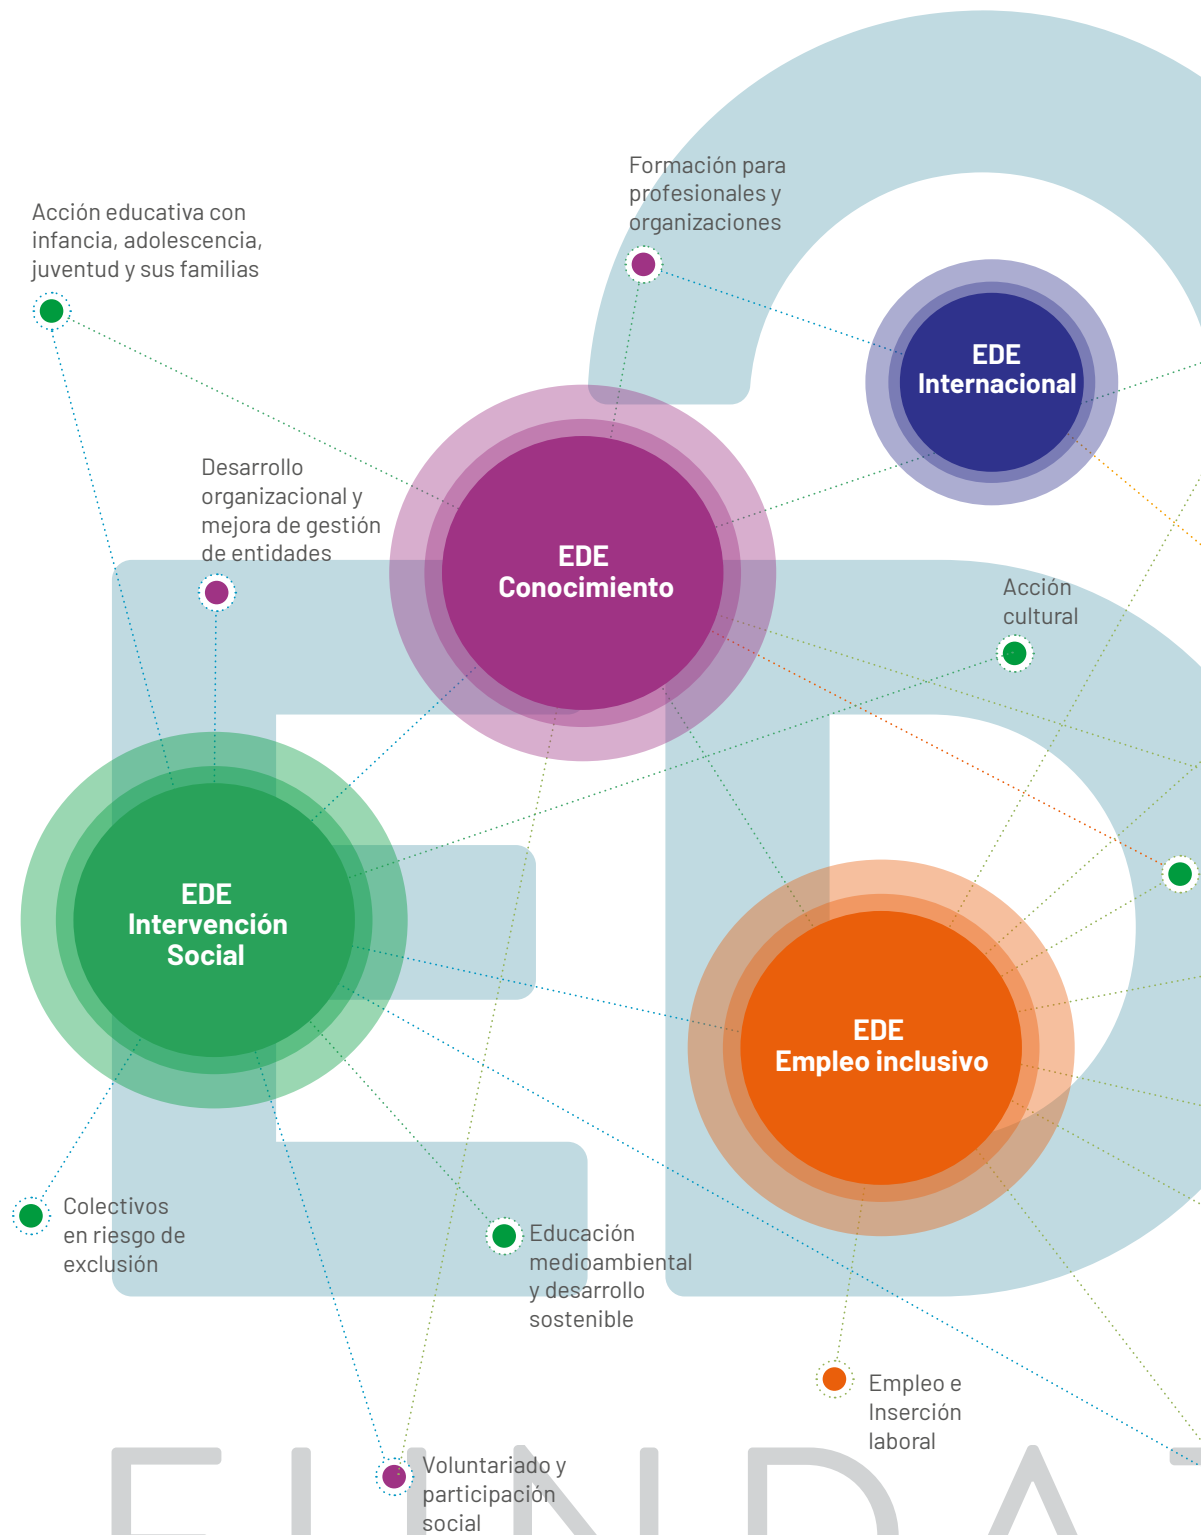 Formación para
profesionales y
organizaciones
Acción educativa con
infancia, adolescencia,
juventud y sus familias
EDE
Internacional
Desarrollo
organizacional y
mejora de gestión
de entidades
EDE
Conocimiento
Acción
cultural
EDE
Intervención
Social
EDE
Empleo inclusivo
Colectivos
en riesgo de
exclusión
Educación
medioambiental
y desarrollo
sostenible
Empleo e
Inserción
laboral
Voluntariado y
participación
social